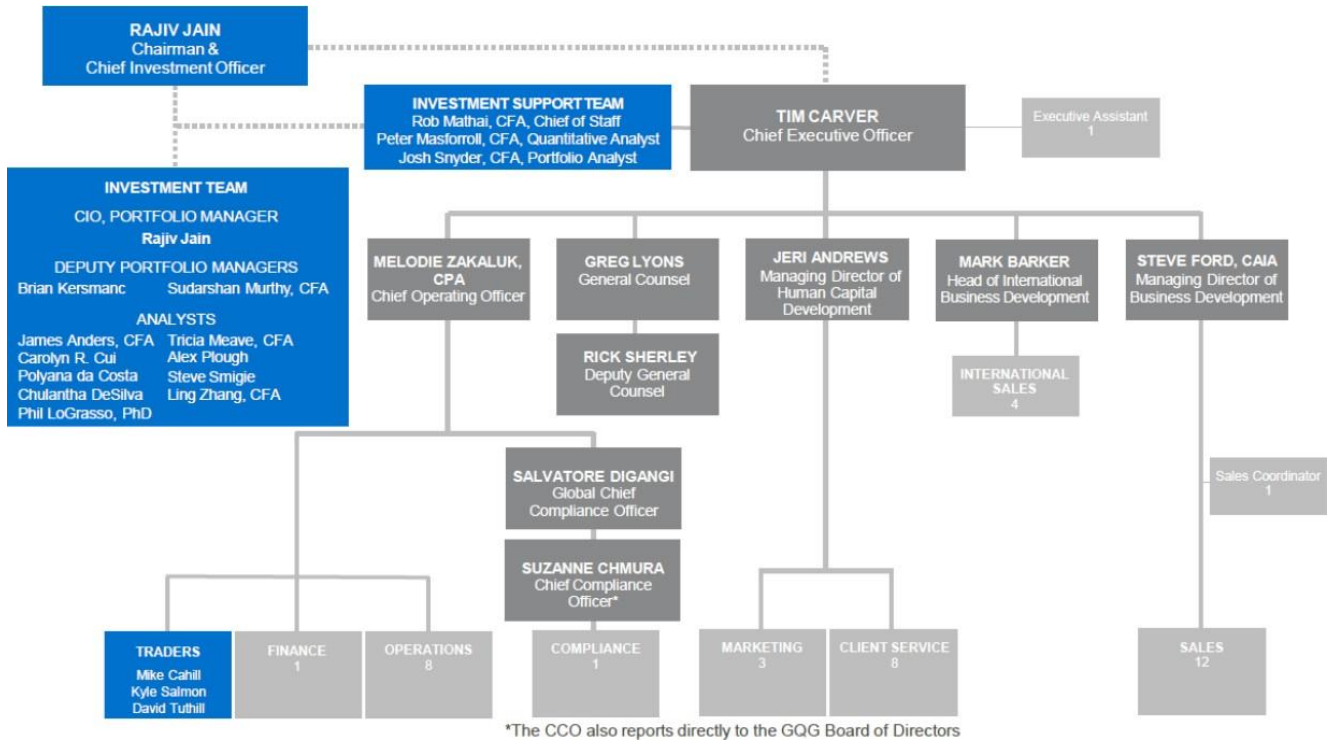 RAJIV JAIN
Chairman &
Chief Investment Officer
INVESTMENT SUPPORT TEAM
Rob Mathai, CFA, Chief of Staff
Peter Masforroll, CFA, Quantitative Analyst
Josh Snyder, CFA, Portfolio Analyst
TIM CARVER
Chief Executive Officer
Executive Assistant
1
INVESTMENT TEAM
CIO, PORTFOLIO MANAGER
Rajiv Jain
DEPUTY PORTFOLIO MANAGERS
Brian Kersmanc Sudarshan Murthy, CFA
ANALYSTS
James Anders, CFA Tricia Meave, CFA
Carolyn R. Cui Alex Plough
Polyana da Costa Steve Smigie
Chulantha DeSilva Ling Zhang, CFA
Phil LoGrasso, PhD
MELODIE ZAKALUK,
CPA
Chief Operating Officer
GREG LYONS
General Counsel
JERI ANDREWS
Managing Director of
Human Capital
Development
MARK BARKER
Head of International
Business Development
STEVE FORD, CAIA
Managing Director of
Business Development
RICK SHERLEY
Deputy General
Counsel
INTERNATIONAL
SALES
4
SALVATORE DIGANGI
Global Chief
Compliance Officer
Sales Coordinator
1
SUZANNE CHMURA
Chief Compliance
Officer*
TRADERS
Mike Cahill
Kyle Salmon
David Tuthill
FINANCE
1
OPERATIONS
8
COMPLIANCE
1
MARKETING
3
CLIENT SERVICE
8
SALES
12
*The CCO also reports directly to the GQG Board of Directors